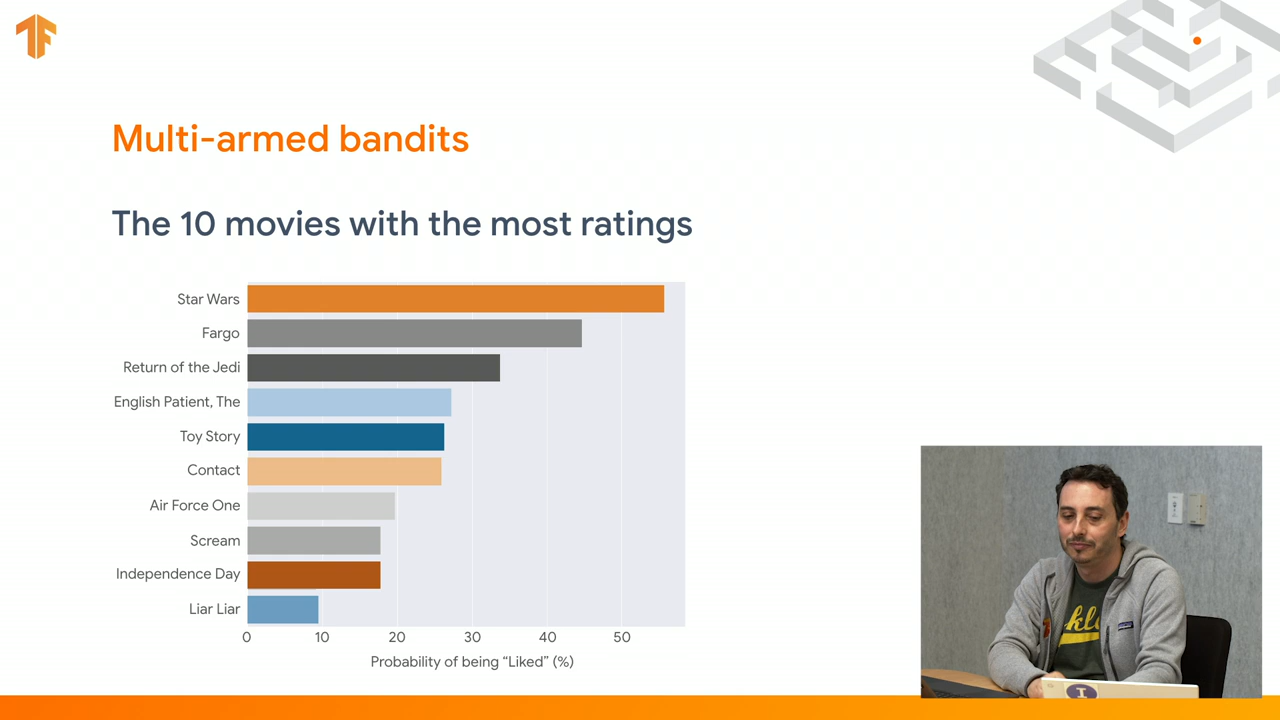 Multi-armed bandits
The 10 movies with the most ratings
Star Wars
Fargo
Return of the Jedi
English Patient, The
Toy Story
Contact
Air Force One
Scream
Independence Day
Liar Liar
0 10 20 30 40 50
Probability of being “Liked” (%)